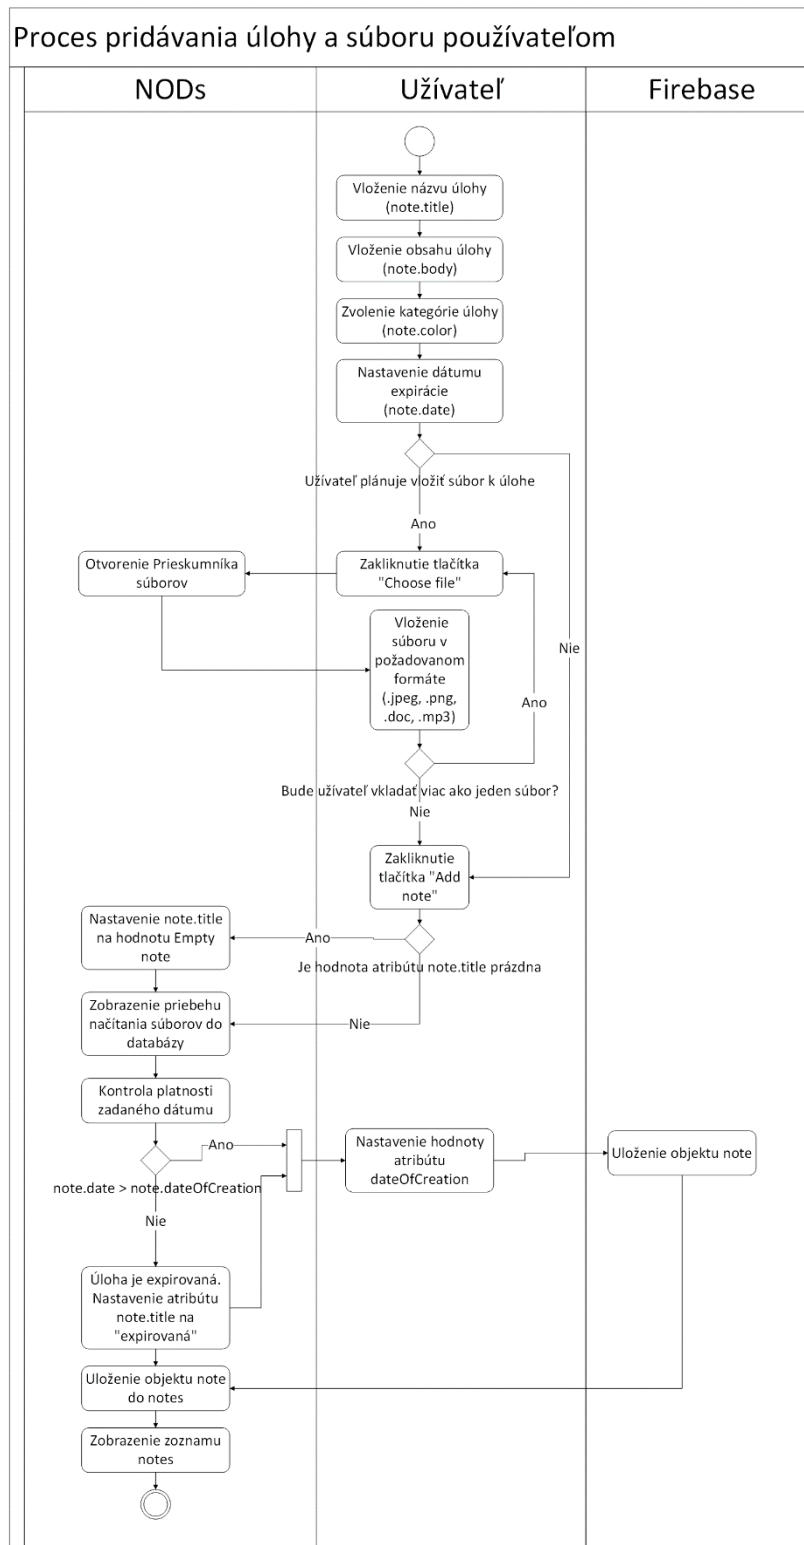 Proces pridávania úlohy a súboru používateľom
NODs
Užívateľ
Firebase
Vloženie názvu úlohy
(note.title)
Vloženie obsahu úlohy
(note.body)
Zvolenie kategórie úlohy
(note.color)
Nastavenie dátumu
expirácie
(note.date)
Užívateľ plánuje vložiť súbor k úlohe
Ano
Otvorenie Prieskumníka
súborov
Zakliknutie tlačítka
"Choose file"
Vloženie
súboru v
požadovanom
formáte
(.jpeg, .png,
.doc, .mp3)
Nie
Ano
Bude užívateľ vkladať viac ako jeden súbor?
Nie
Zakliknutie
tlačítka "Add
note"
Nastavenie note.title
na hodnotu Empty
note
Ano
Je hodnota atribútu note.title prázdna
Zobrazenie priebehu
načítania súborov do
databázy
Nie
Kontrola platnosti
zadaného dátumu
Ano
note.date > note.dateOfCreation
Nastavenie hodnoty
atribútu
dateOfCreation
Uloženie objektu note
Nie
Úloha je expirovaná.
Nastavenie atribútu
note.title na
"expirovaná"
Uloženie objektu note
do notes
Zobrazenie zoznamu
notes